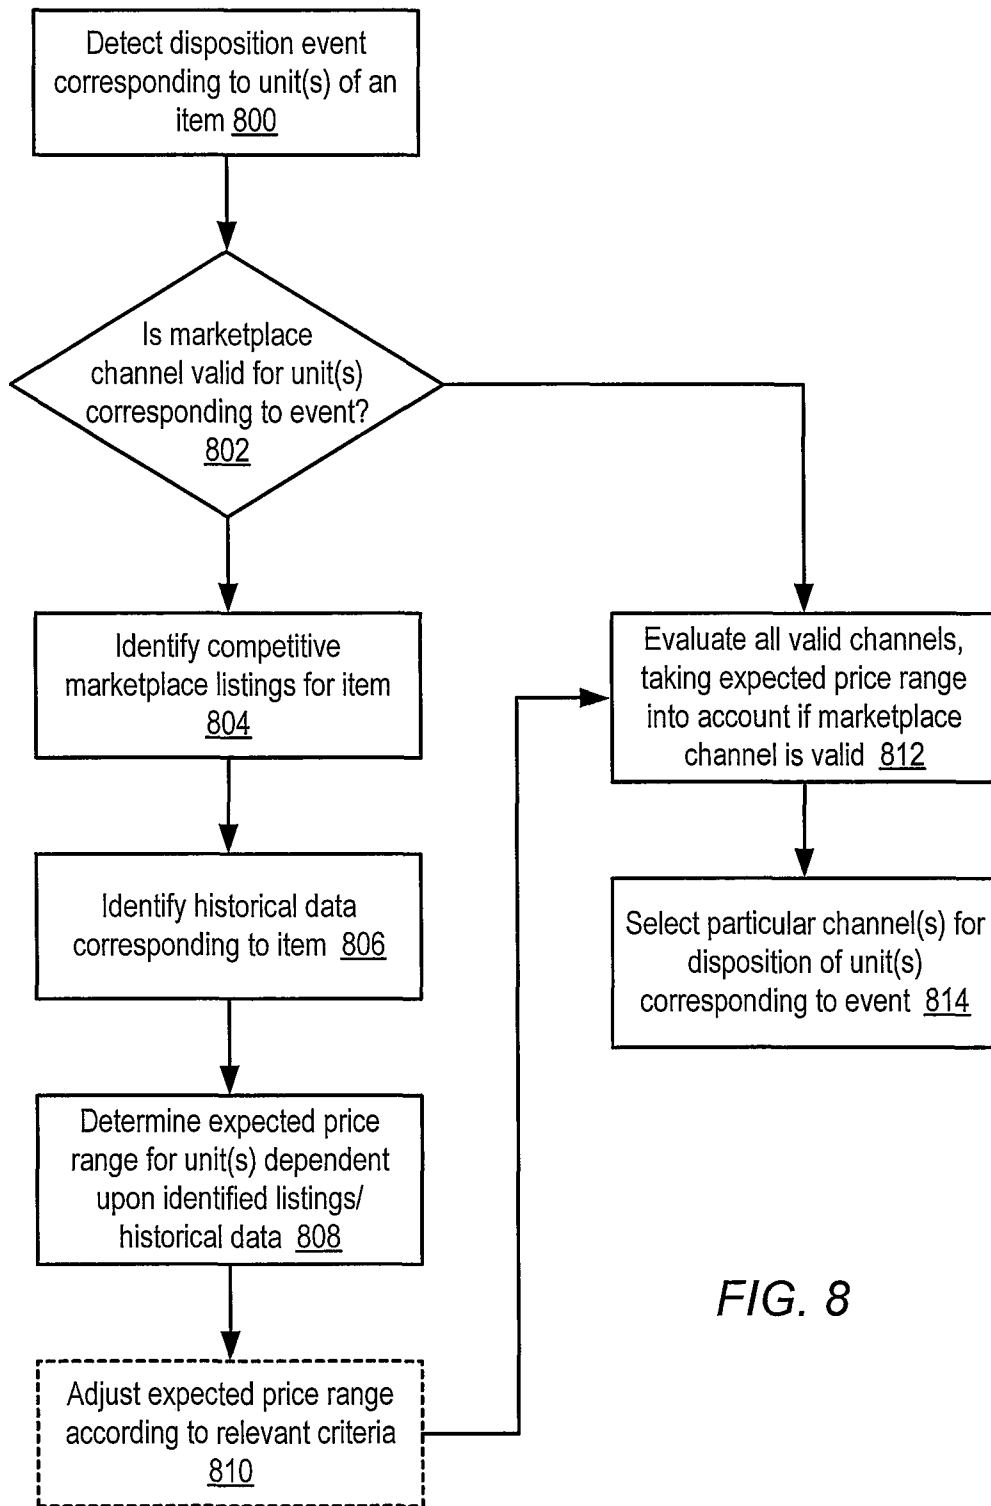 Detect disposition event
corresponding to unit(s) of an
item 800
Is marketplace
channel valid for unit(s)
corresponding to event?
802
Identify competitive
marketplace listings for item
804
Identify historical data
corresponding to item 806
Determine expected price
range for unit(s) dependent
upon identified listings/
historical data 808
Adjust expected price range
according to relevant criteria
810
Evaluate all valid channels,
taking expected price range
into account if marketplace
channel is valid 812
Select particular channel(s) for
disposition of unit(s)
corresponding to event 814
FIG. 8